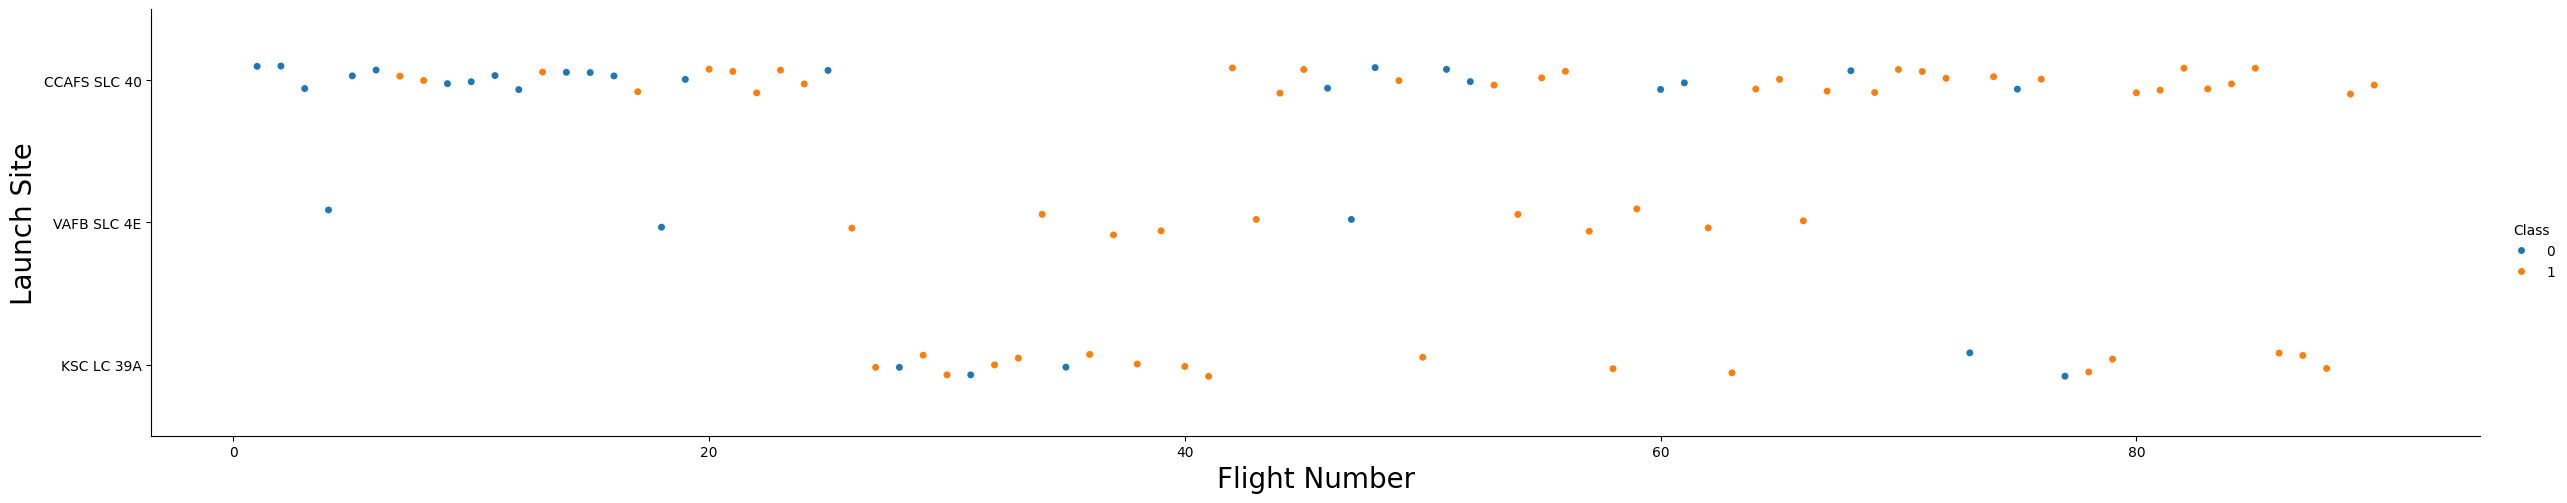 CCAFS SLC 40
VAFB SLC 4E
KSC LC 39A
Launch Site
0 20 40 60 80
Flight Number
Class
0
1